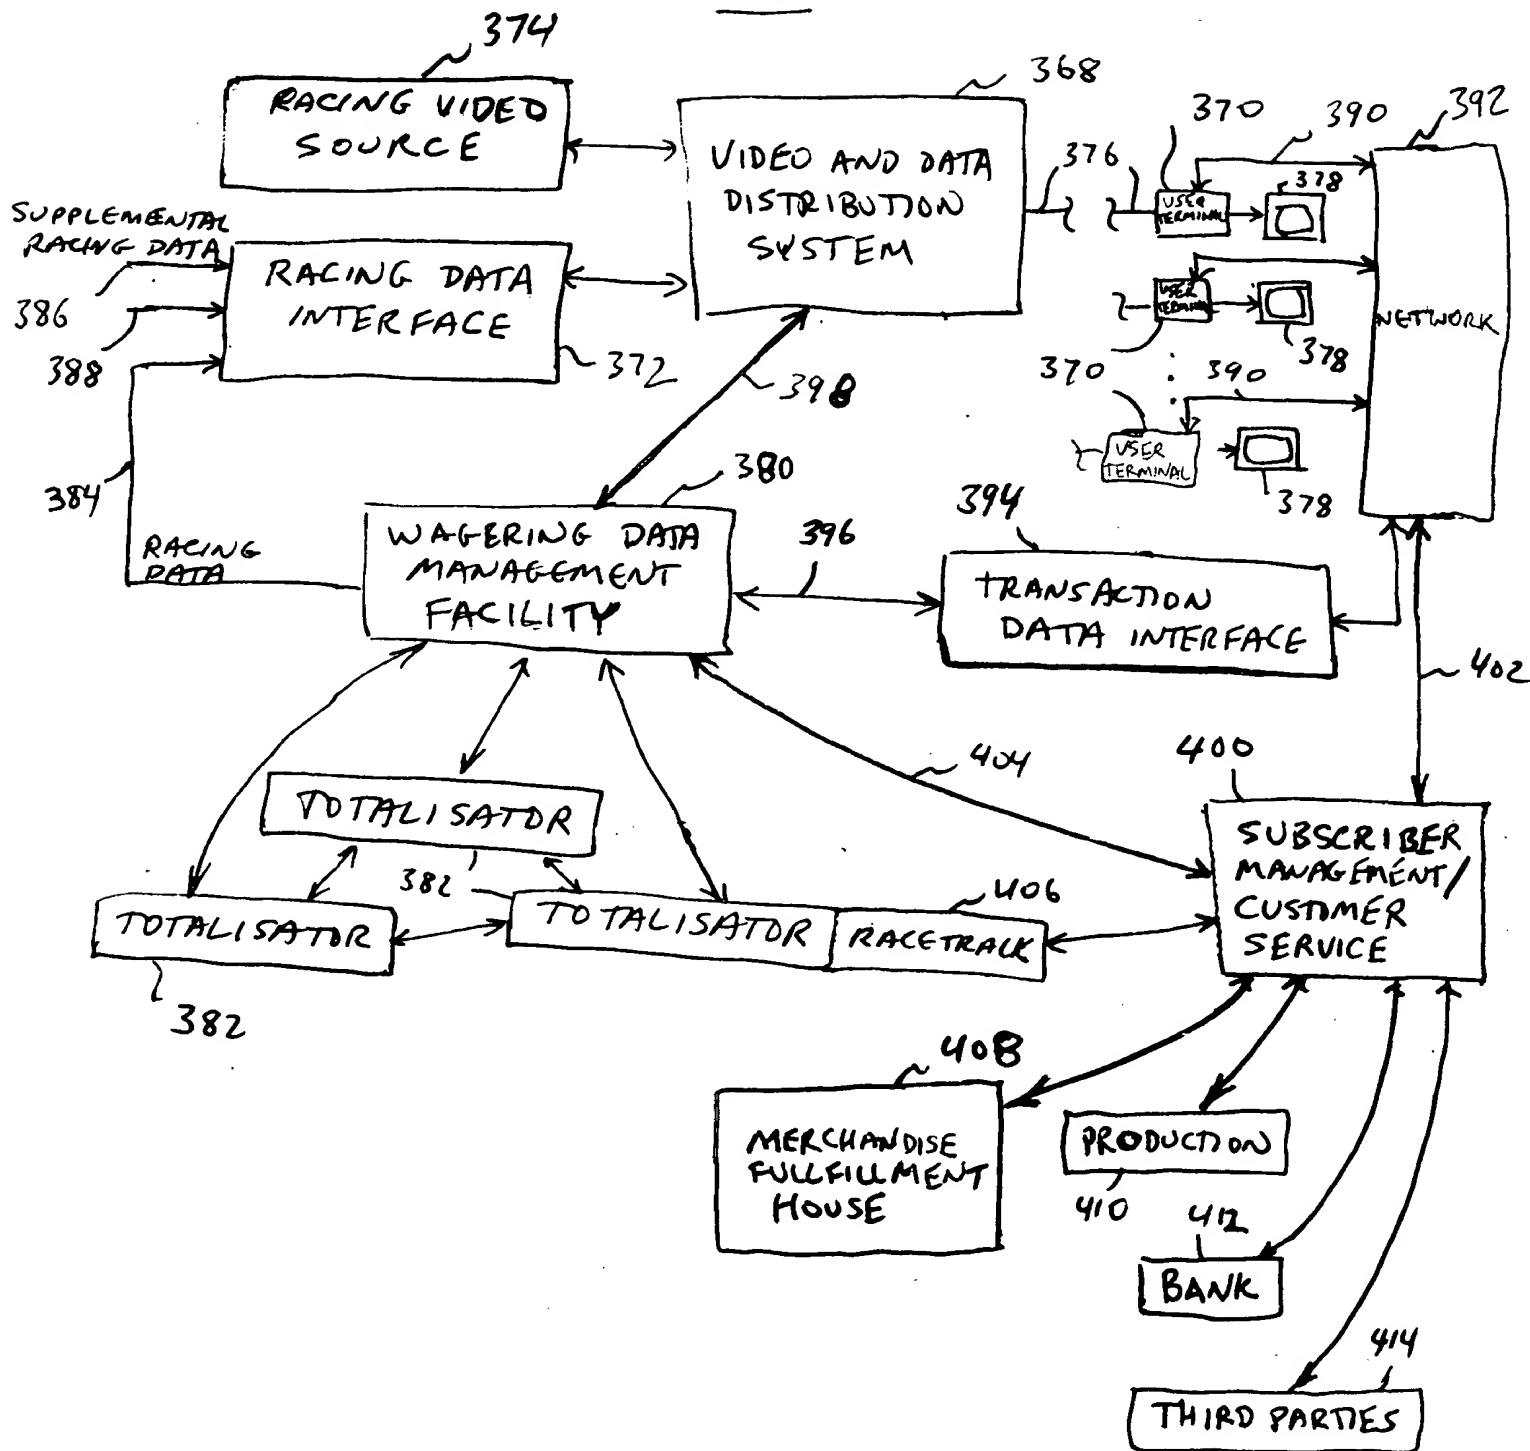 374
RACING VIDEO
SOURCE
368
VIDEO AND DATA
DISTRIBUTION
SYSTEM
376
370
390
392
USER
TERMINAL
378
SUPPLEMENTAL
RACING DATA
386
388
RACING DATA
INTERFACE
372
398
USER
TERMINAL
378
370
390
NETWORK
USER
TERMINAL
378
384
RACING
DATA
380
WAGERING DATA
MANAGEMENT
FACILITY
396
394
TRANSACTION
DATA INTERFACE
402
404
400
SUBSCRIBER
MANAGEMENT/
CUSTOMER
SERVICE
TOTALISATOR
382
TOTALISATOR
382
TOTALISATOR
406
RACETRACK
408
MERCHANDISE
FULLFILLMENT
HOUSE
PRODUCTION
410
412
BANK
414
THIRD PARTIES